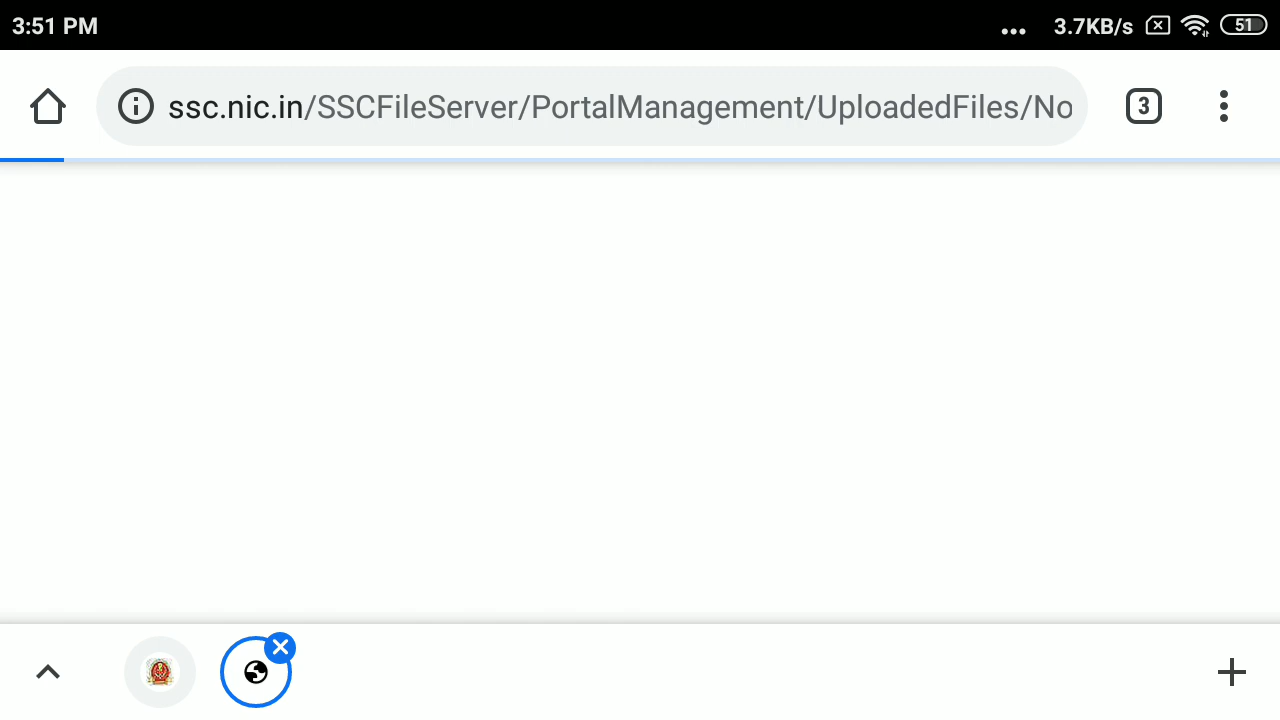 3:51 PM
... 3.7KB/s 51
ssc.nic.in/SSCFileServer/PortalManagement/UploadedFiles/No
3